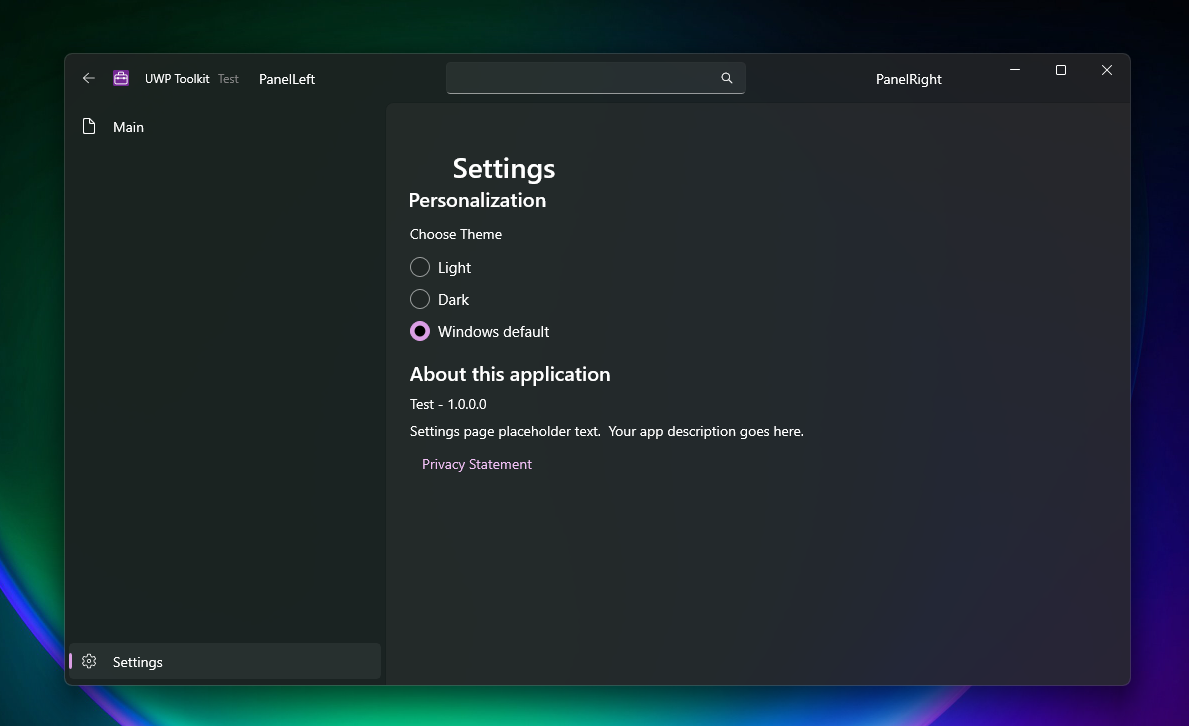 UWP Toolkit Test PanelLeft PanelRight
Main
Settings
Personalization
Choose Theme
Light
Dark
Windows default
About this application
Test - 1.0.0.0
Settings page placeholder text.  Your app description goes here.
Privacy Statement
Settings